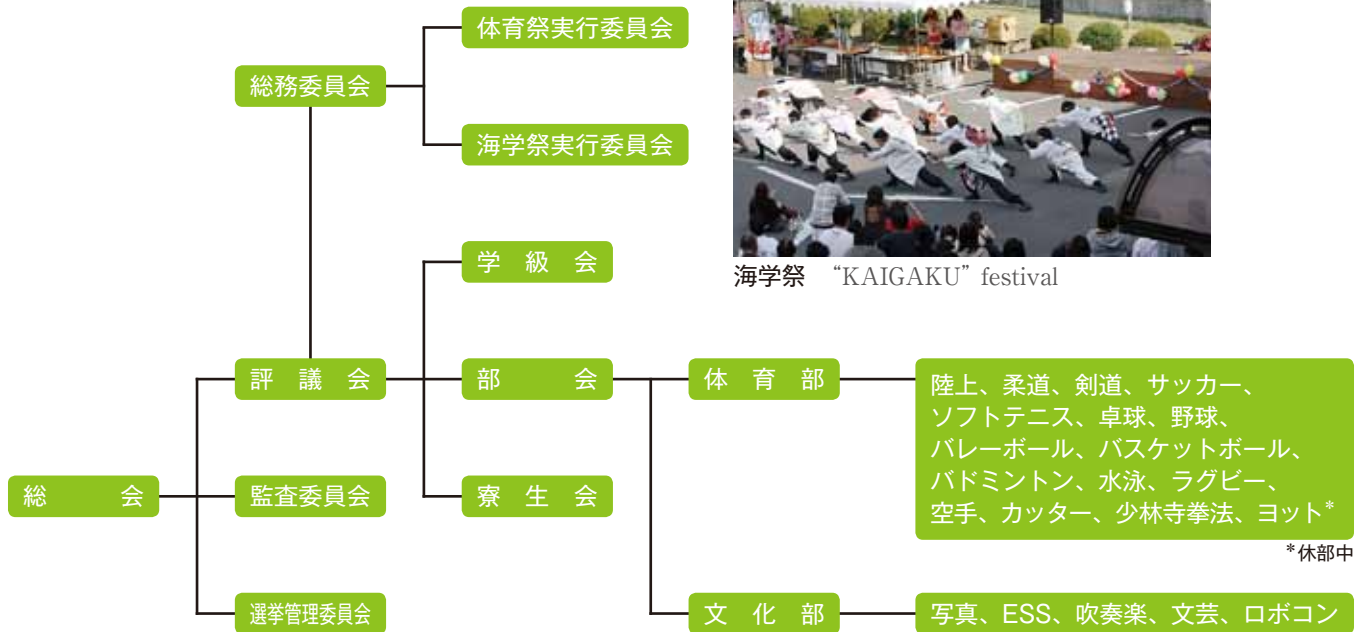 体育祭実行委員会
総務委員会
海学祭実行委員会
海学祭 “KAIGAKU” festival
学級会
評議会
部会
体育部
陸上、柔道、剣道、サッカー、
ソフトテニス、卓球、野球、
バレーボール、バスケットボール、
バドミントン、水泳、ラグビー、
空手、カッター、少林寺拳法、ヨット*
*休部中
総会
監査委員会
寮生会
選挙管理委員会
文化部
写真、ESS、吹奏楽、文芸、ロボコン